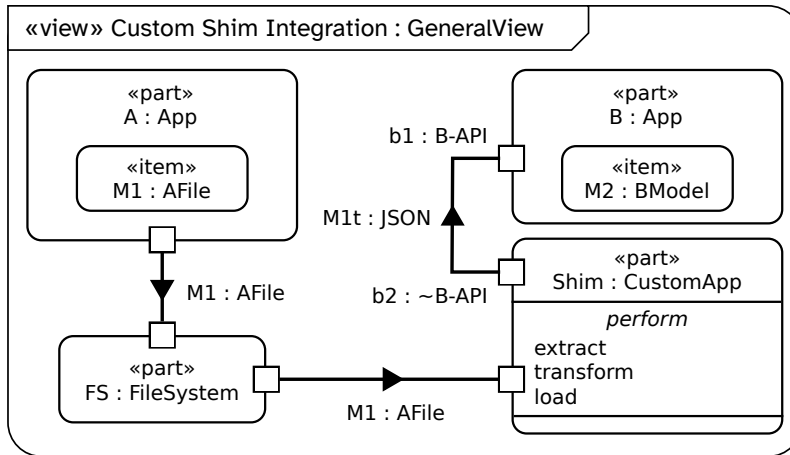 «view» Custom Shim Integration : GeneralView
«part»
A : App
«item»
M1 : AFile
M1 : AFile
«part»
FS : FileSystem
M1 : AFile
«part»
B : App
«item»
M2 : BModel
b1 : B-API
M1t : JSON
b2 : ~B-API
«part»
Shim : CustomApp
perform
extract
transform
load